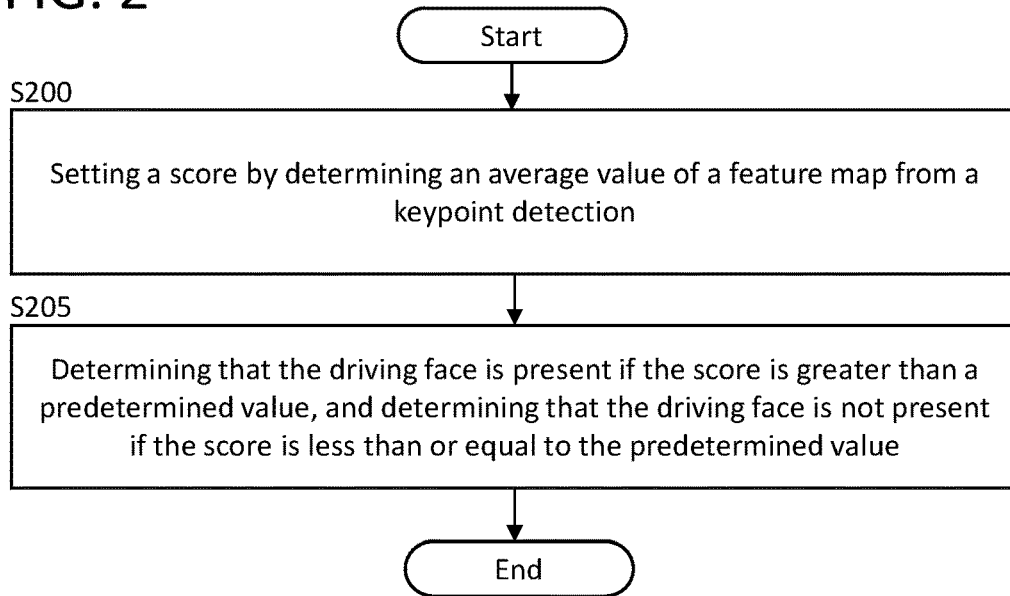 FIG. 2
Start
S200
Setting a score by determining an average value of a feature map from a
keypoint detection
S205
Determining that the driving face is present if the score is greater than a
predetermined value, and determining that the driving face is not present
if the score is less than or equal to the predetermined value
End